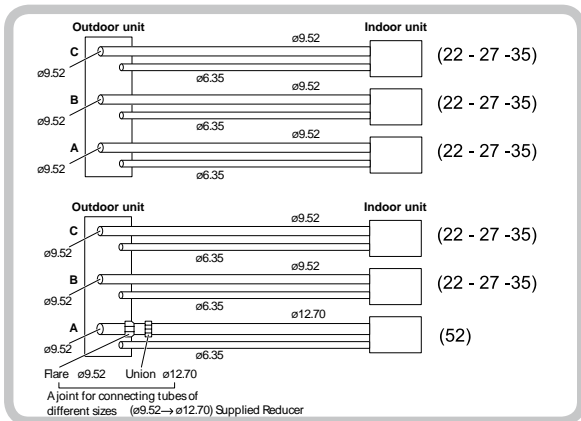 Outdoor unit Indoor unit
C ø9.52 (22 - 27 -35)
ø9.52 ø6.35
B ø9.52 (22 - 27 -35)
ø9.52 ø6.35
A ø9.52 (22 - 27 -35)
ø9.52 ø6.35
Outdoor unit Indoor unit
C ø9.52 (22 - 27 -35)
ø9.52 ø6.35
B ø9.52 (22 - 27 -35)
ø9.52 ø6.35
A ø12.70 (52)
ø9.52 ø6.35
Flare ø9.52 Union ø12.70
A joint for connecting tubes of
different sizes (ø9.52→ø12.70) Supplied Reducer